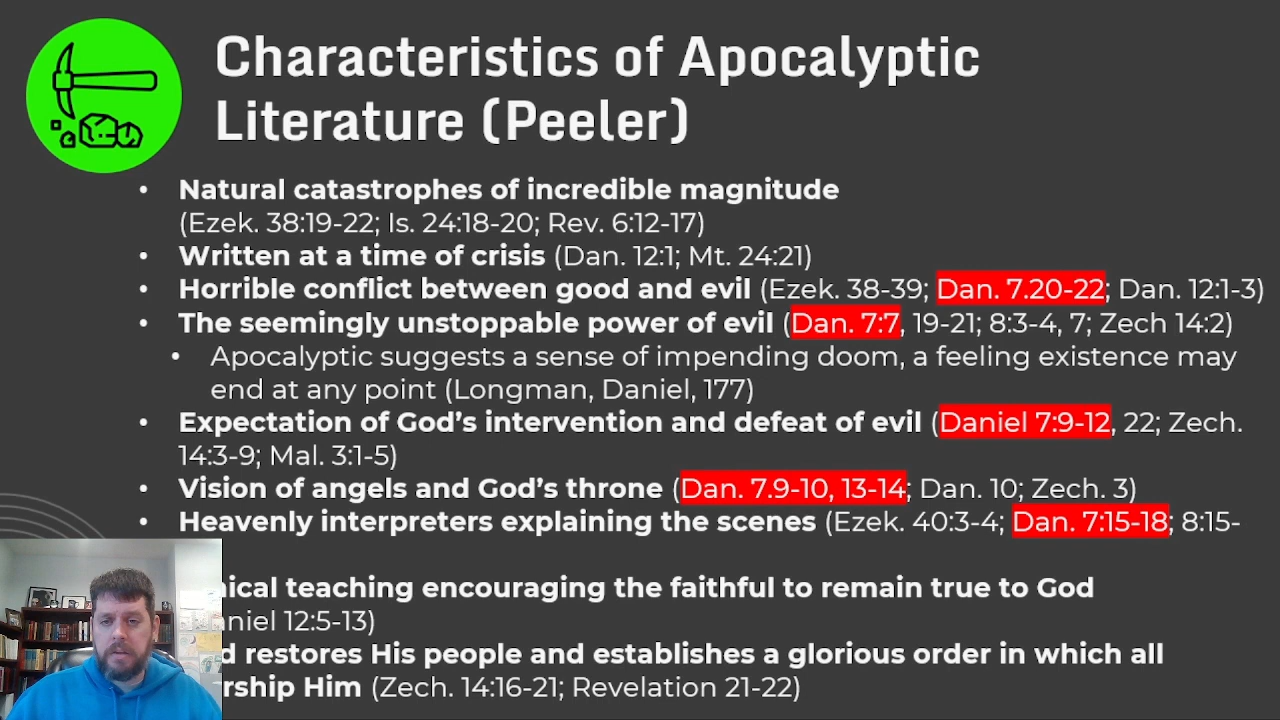 Characteristics of Apocalyptic
Literature (Peeler)
• Natural catastrophes of incredible magnitude
(Ezek. 38:19-22; Is. 24:18-20; Rev. 6:12-17)
• Written at a time of crisis (Dan. 12:1; Mt. 24:21)
• Horrible conflict between good and evil (Ezek. 38-39; Dan. 7.20-22; Dan. 12:1-3)
• The seemingly unstoppable power of evil (Dan. 7:7, 19-21; 8:3-4, 7; Zech 14:2)
• Apocalyptic suggests a sense of impending doom, a feeling existence may
end at any point (Longman, Daniel, 177)
• Expectation of God’s intervention and defeat of evil (Daniel 7:9-12, 22; Zech.
14:3-9; Mal. 3:1-5)
• Vision of angels and God’s throne (Dan. 7.9-10, 13-14; Dan. 10; Zech. 3)
• Heavenly interpreters explaining the scenes (Ezek. 40:3-4; Dan. 7:15-18; 8:15-
teaching encouraging the faithful to remain true to God
12:5-13)
restores His people and establishes a glorious order in which all
Him (Zech. 14:16-21; Revelation 21-22)